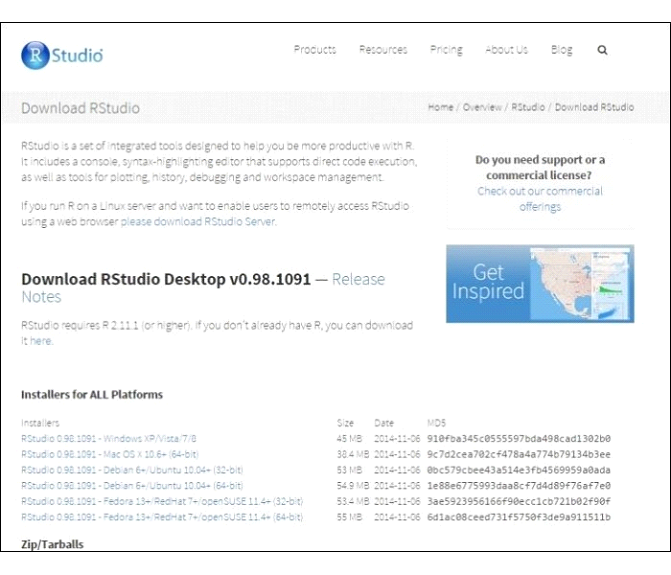 R Studio
Products Resources Pricing About Us Blog
Download RStudio
Home / Overview / RStudio / Download RStudio
RStudio is a set of integrated tools designed to help you be more productive with R.
It includes a console, syntax-highlighting editor that supports direct code execution,
as well as tools for plotting, history, debugging and workspace management.
If you run R on a Linux server and want to enable users to remotely access RStudio
using a web browser please download RStudio Server.
Do you need support or a
commercial license?
Check out our commercial
offerings
Get
Inspired
Download RStudio Desktop v0.98.1091 — Release
Notes
RStudio requires R 2.11.1 (or higher). If you don't already have R, you can download
it here.
Installers for ALL Platforms
Installers Size Date MD5
RStudio 0.98.1091 - Windows XP/Vista/7/8 45 MB 2014-11-06 910fba345c0555597bda498cad1302b0
RStudio 0.98.1091 - Mac OS X 10.6+ (64-bit) 38.4 MB 2014-11-06 9c7d2cea702cf478a4a774b79134b3ee
RStudio 0.98.1091 - Debian 6+/Ubuntu 10.04+ (32-bit) 53 MB 2014-11-06 0bc579cbee43a514e3fb4569959a0ada
RStudio 0.98.1091 - Debian 6+/Ubuntu 10.04+ (64-bit) 54.9 MB 2014-11-06 1e88e6775993daa8cf7d4d89f76af7e0
RStudio 0.98.1091 - Fedora 13+/RedHat 7+/openSUSE 11.4+ (32-bit) 53.4 MB 2014-11-06 3ae5923956166f90ecc1cb721b02f90f
RStudio 0.98.1091 - Fedora 13+/RedHat 7+/openSUSE 11.4+ (64-bit) 55 MB 2014-11-06 6d1ac08ceed731f5750f3de9a911511b
Zip/Tarballs